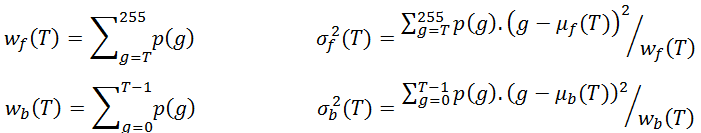 w_f(T) = ∑_{g=T}^{255} p(g)    σ_f^2(T) = ∑_{g=T}^{255} p(g).(g − μ_f(T))^2 / w_f(T)
w_b(T) = ∑_{g=0}^{T−1} p(g)    σ_b^2(T) = ∑_{g=0}^{T−1} p(g).(g − μ_b(T))^2 / w_b(T)